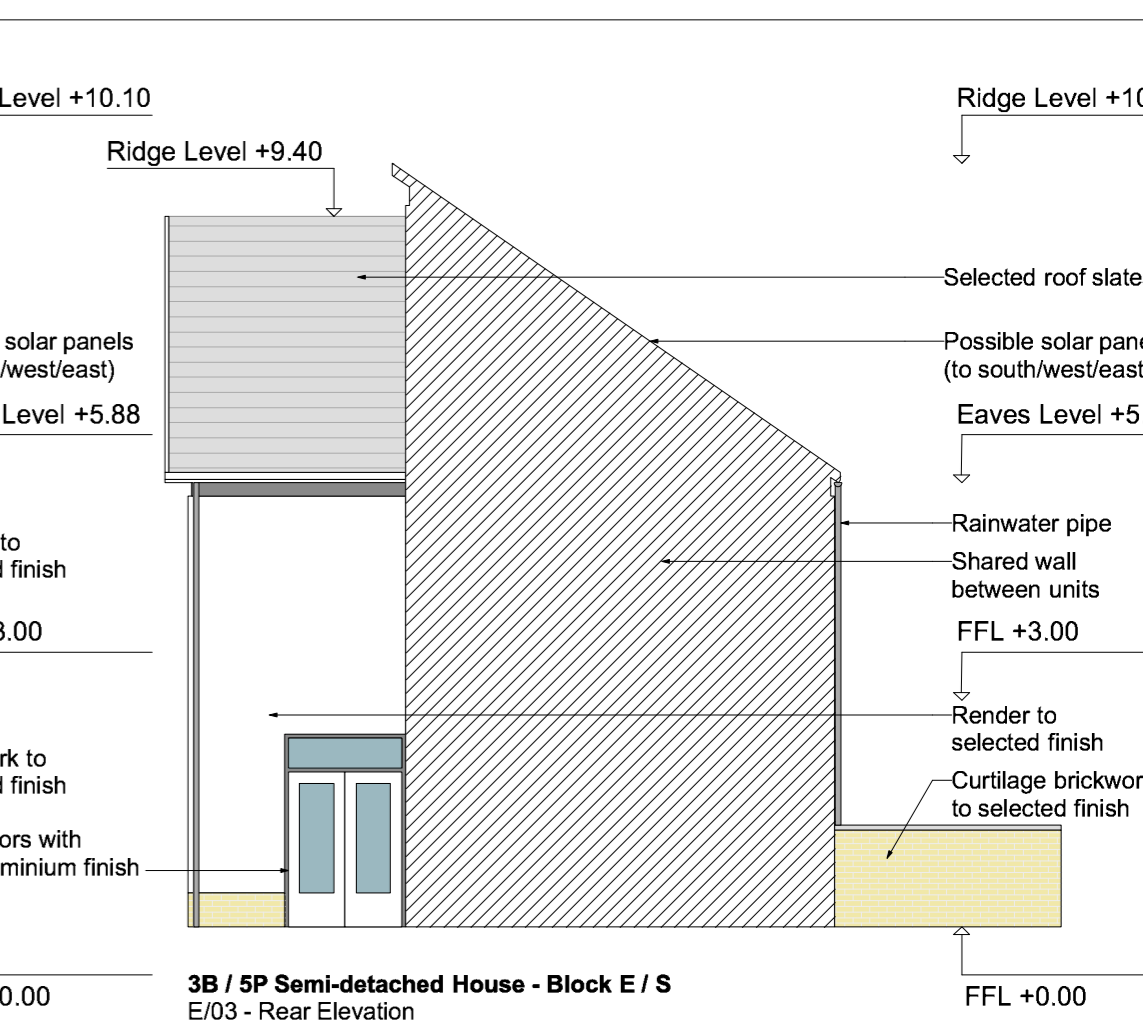 Level +10.10
Ridge Level +10
Ridge Level +9.40
Selected roof slate
solar panels
/west/east)
Possible solar pane
(to south/west/east
Level +5.88
Eaves Level +5
Rainwater pipe
to
finish
Shared wall
between units
3.00
FFL +3.00
Render to
selected finish
rk to
finish
Curtilage brickwor
to selected finish
ors with
minium finish
3B / 5P Semi-detached House - Block E / S
E/03 - Rear Elevation
0.00
FFL +0.00